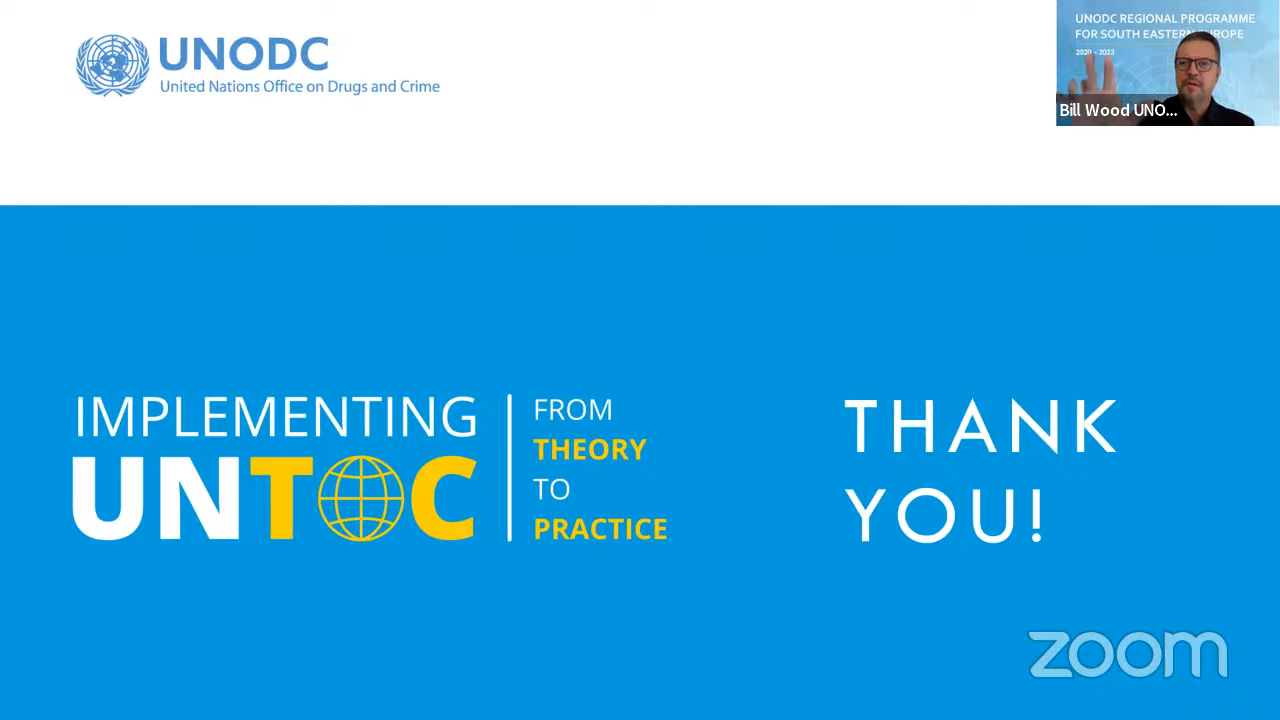 UNODC
United Nations Office on Drugs and Crime
UNODC REGIONAL PROGRAMME
FOR SOUTH EASTERN EUROPE
2020 - 2023
Bill Wood UNO...
IMPLEMENTING
UNTOC
FROM
THEORY
TO
PRACTICE
THANK
YOU!
zoom